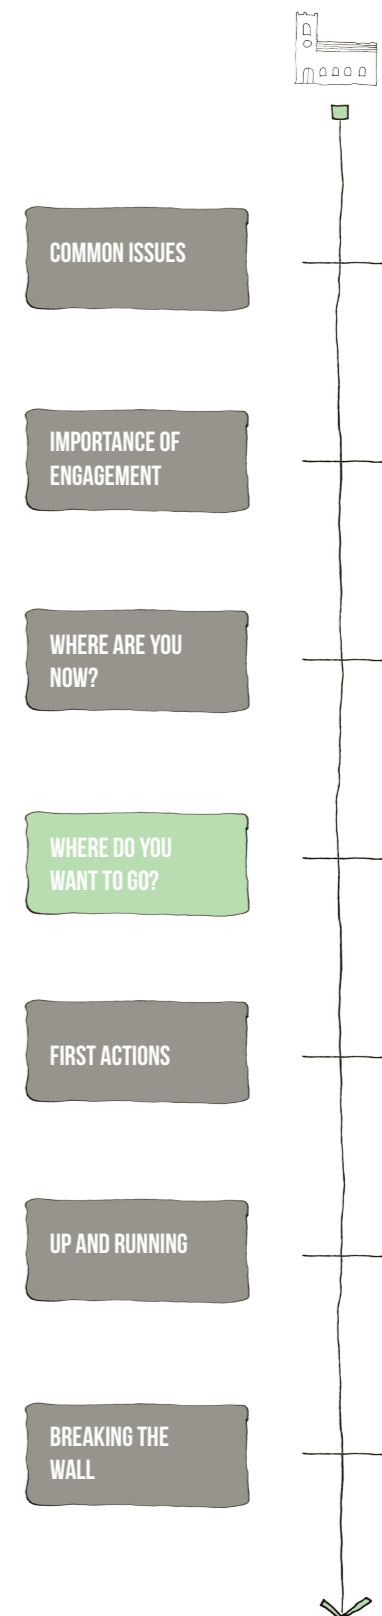 COMMON ISSUES
IMPORTANCE OF
ENGAGEMENT
WHERE ARE YOU
NOW?
WHERE DO YOU
WANT TO GO?
FIRST ACTIONS
UP AND RUNNING
BREAKING THE
WALL